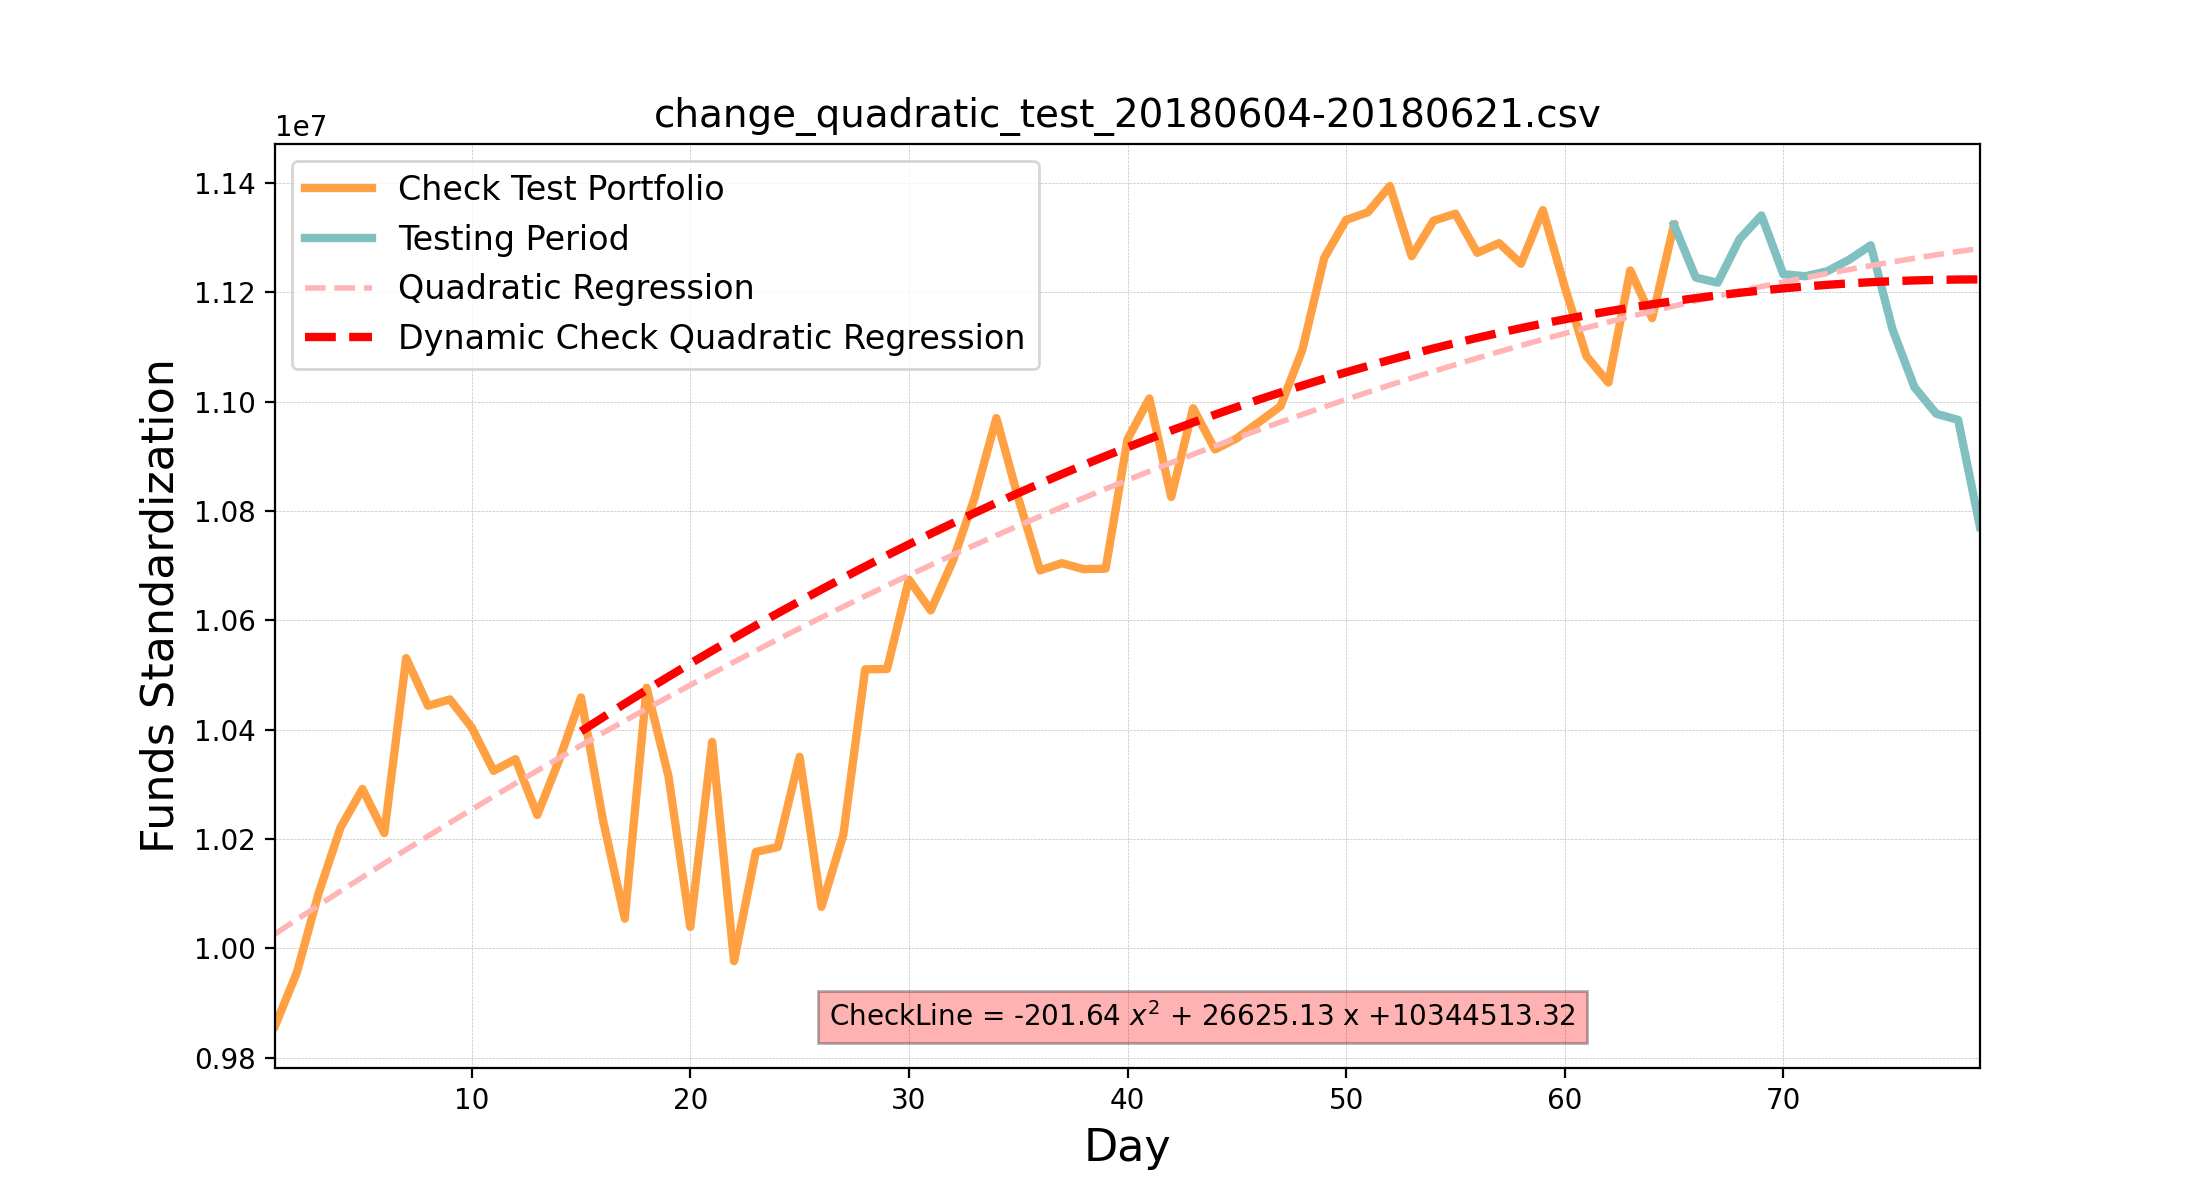 change_quadratic_test_20180604-20180621.csv
1e7
Check Test Portfolio
Testing Period
Quadratic Regression
Dynamic Check Quadratic Regression
Funds Standardization
1.14
1.12
1.10
1.08
1.06
1.04
1.02
1.00
0.98
CheckLine = -201.64 x² + 26625.13 x +10344513.32
10 20 30 40 50 60 70
Day